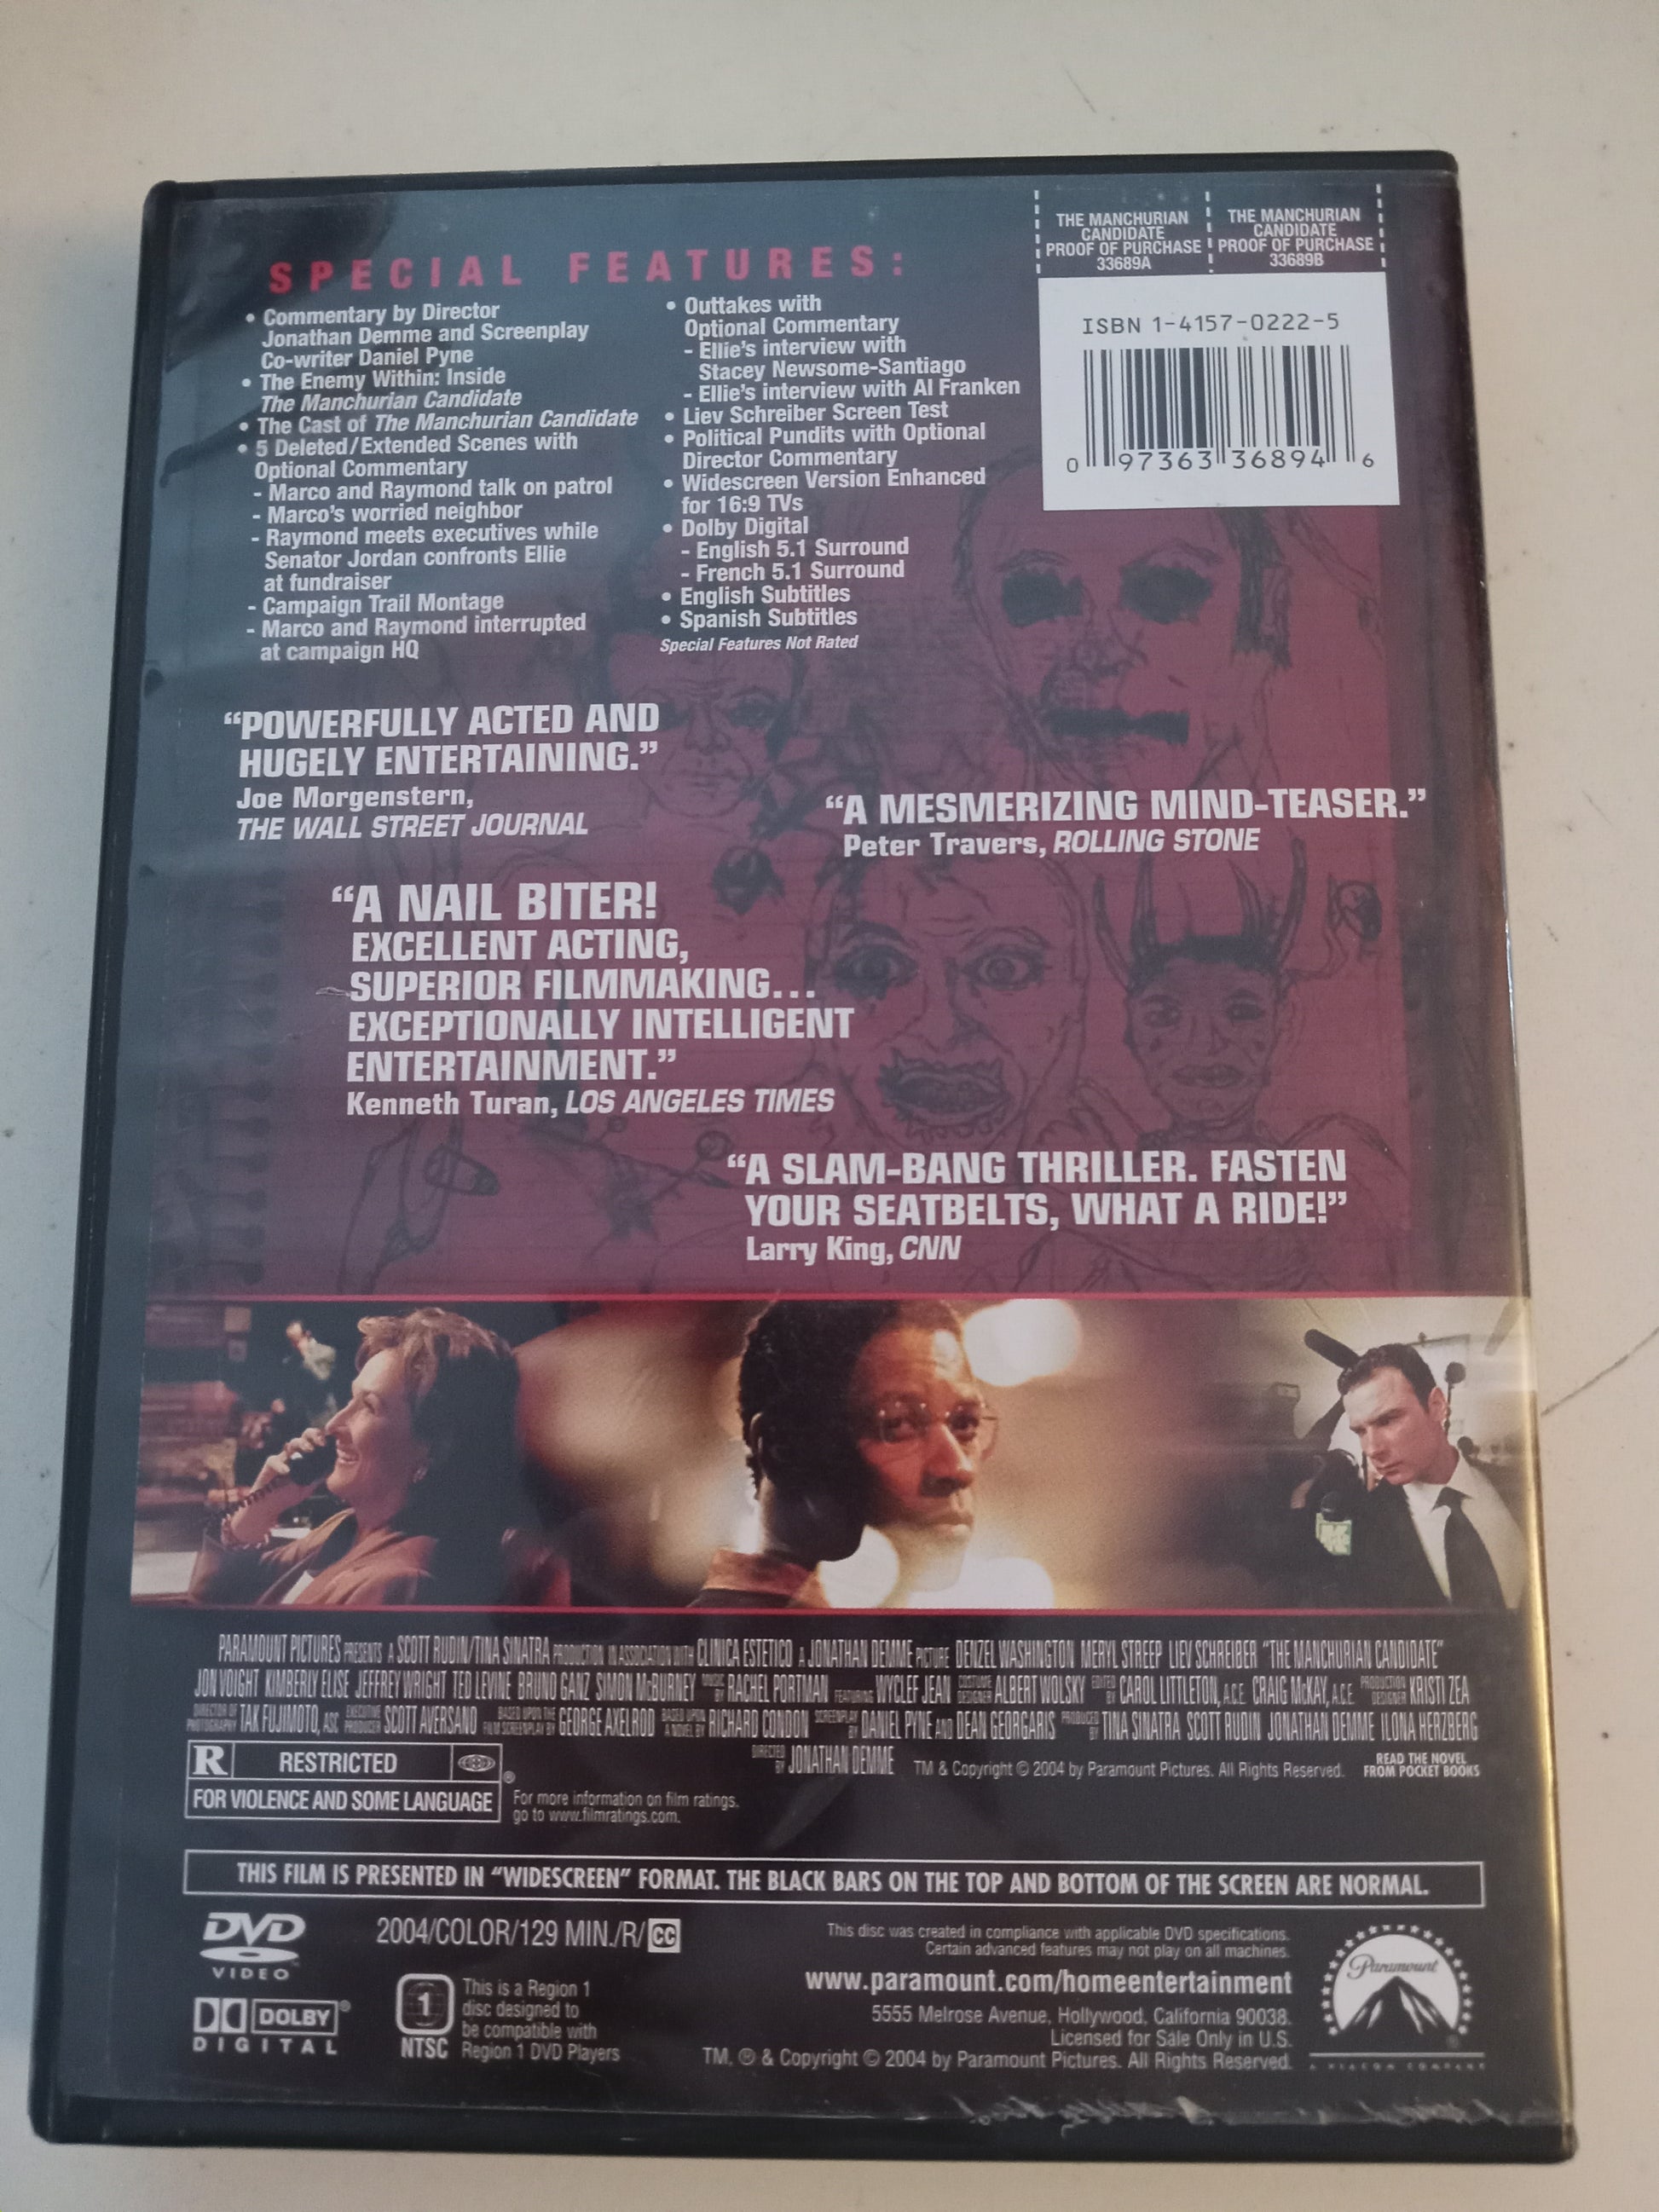 THE MANCHURIAN
CANDIDATE
PROOF OF PURCHASE
33689A
THE MANCHURIAN
CANDIDATE
PROOF OF PURCHASE
33689B
ISBN 1-4157-0222-5
0 97363 36894 6
SPECIAL FEATURES:
• Commentary by Director
Jonathan Demme and Screenplay
Co-writer Daniel Pyne
• The Enemy Within: Inside
The Manchurian Candidate
• The Cast of The Manchurian Candidate
• 5 Deleted/Extended Scenes with
Optional Commentary
- Marco and Raymond talk on patrol
- Marco's worried neighbor
- Raymond meets executives while
Senator Jordan confronts Ellie
at fundraiser
- Campaign Trail Montage
- Marco and Raymond interrupted
at campaign HQ
• Outtakes with
Optional Commentary
- Ellie's interview with
Stacey Newsome-Santiago
- Ellie's interview with Al Franken
• Liev Schreiber Screen Test
• Political Pundits with Optional
Director Commentary
• Widescreen Version Enhanced
for 16:9 TVs
• Dolby Digital
- English 5.1 Surround
- French 5.1 Surround
• English Subtitles
• Spanish Subtitles
Special Features Not Rated
“POWERFULLY ACTED AND
HUGELY ENTERTAINING.”
Joe Morgenstern,
THE WALL STREET JOURNAL
“A MESMERIZING MIND-TEASER.”
Peter Travers, ROLLING STONE
“A NAIL BITER!
EXCELLENT ACTING,
SUPERIOR FILMMAKING...
EXCEPTIONALLY INTELLIGENT
ENTERTAINMENT.”
Kenneth Turan, LOS ANGELES TIMES
“A SLAM-BANG THRILLER. FASTEN
YOUR SEATBELTS, WHAT A RIDE!”
Larry King, CNN
PARAMOUNT PICTURES PRESENTS A SCOTT RUDIN/TINA SINATRA PRODUCTION IN ASSOCIATION WITH CLINICA ESTETICO A JONATHAN DEMME PICTURE DENZEL WASHINGTON MERYL STREEP LIEV SCHREIBER “THE MANCHURIAN CANDIDATE”
JON VOIGHT KIMBERLY ELISE JEFFREY WRIGHT TED LEVINE BRUNO GANZ SIMON McBURNEY MUSIC BY RACHEL PORTMAN FEATURING WYCLEF JEAN COSTUME DESIGNER ALBERT WOLSKY EDITED BY CAROL LITTLETON, A.C.E. CRAIG McKAY, A.C.E. PRODUCTION DESIGNER KRISTI ZEA
DIRECTOR OF PHOTOGRAPHY TAK FUJIMOTO, ASC EXECUTIVE PRODUCER SCOTT AVERSANO BASED UPON THE FILM SCREENPLAY BY GEORGE AXELROD BASED UPON A NOVEL BY RICHARD CONDON SCREENPLAY BY DANIEL PYNE AND DEAN GEORGARIS PRODUCED BY TINA SINATRA SCOTT RUDIN JONATHAN DEMME ILONA HERZBERG
DIRECTED BY JONATHAN DEMME TM & Copyright © 2004 by Paramount Pictures. All Rights Reserved.
READ THE NOVEL
FROM POCKET BOOKS
R RESTRICTED ®
FOR VIOLENCE AND SOME LANGUAGE
For more information on film ratings,
go to www.filmratings.com.
THIS FILM IS PRESENTED IN “WIDESCREEN” FORMAT. THE BLACK BARS ON THE TOP AND BOTTOM OF THE SCREEN ARE NORMAL.
DVD
VIDEO
DOLBY®
DIGITAL
2004/COLOR/129 MIN./R/CC
1
NTSC
This is a Region 1
disc designed to
be compatible with
Region 1 DVD Players
This disc was created in compliance with applicable DVD specifications.
Certain advanced features may not play on all machines.
www.paramount.com/homeentertainment
5555 Melrose Avenue, Hollywood, California 90038.
Licensed for Sale Only in U.S.
TM, ® & Copyright © 2004 by Paramount Pictures. All Rights Reserved.
Paramount
A VIACOM COMPANY